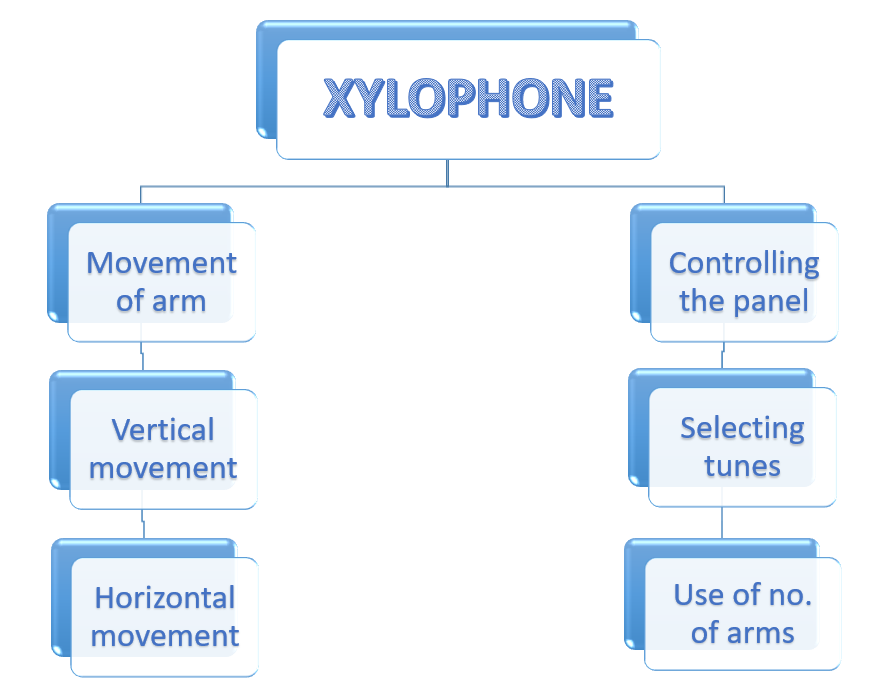 XYLOPHONE
Movement
of arm
Vertical
movement
Horizontal
movement
Controlling
the panel
Selecting
tunes
Use of no.
of arms